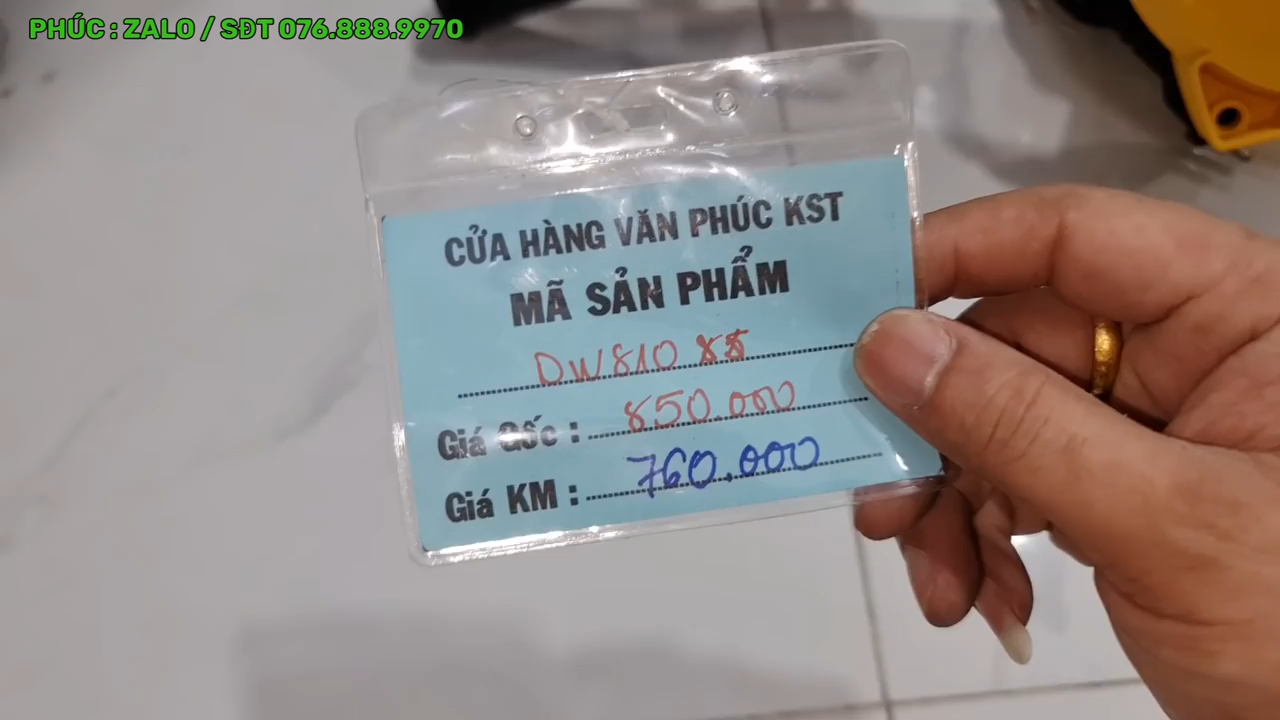 PHÚC : ZALO / SĐT 076.888.9970
CỬA HÀNG VĂN PHÚC KST
MÃ SẢN PHẨM
DW810
Giá Gốc : 850.000
Giá KM : 760.000